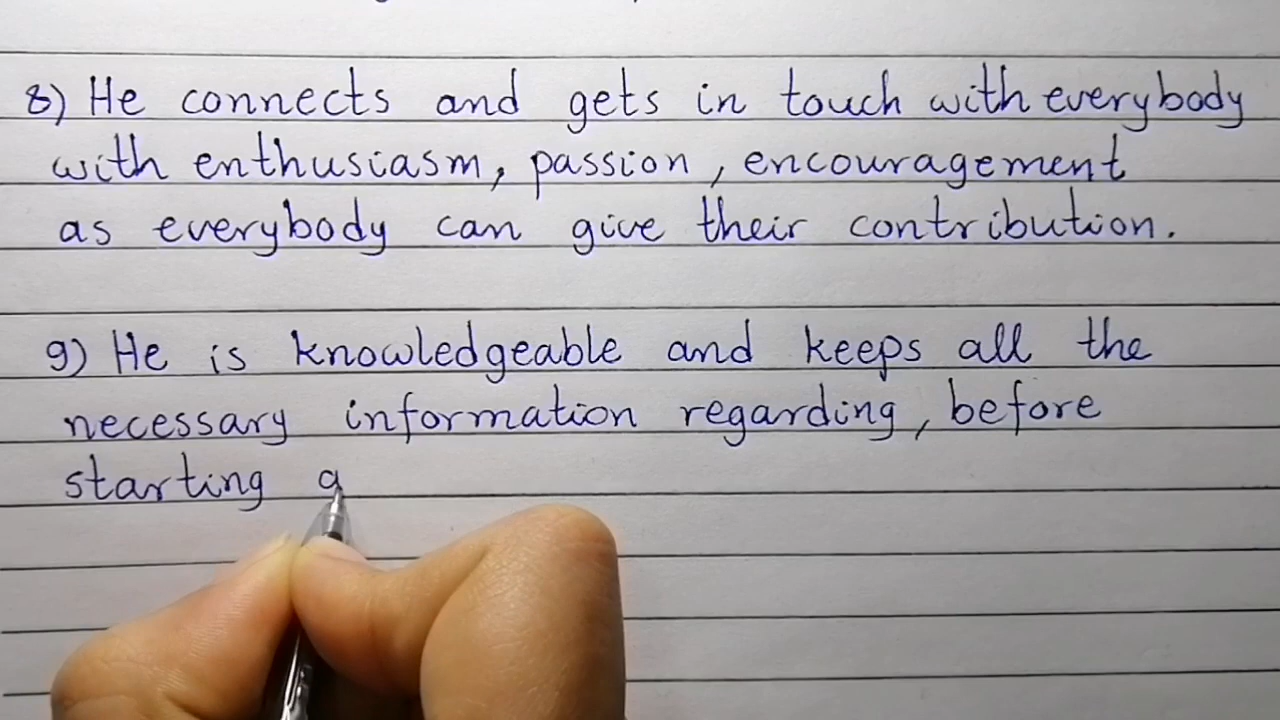 8) He connects and gets in touch with everybody
with enthusiasm, passion, encouragement
as everybody can give their contribution.
9) He is knowledgeable and keeps all the
necessary information regarding, before
starting a